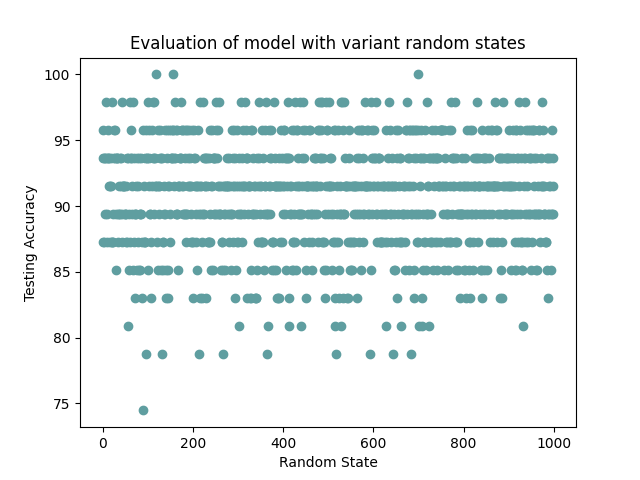 Evaluation of model with variant random states
100
95
90
85
80
75
Testing Accuracy
0 200 400 600 800 1000
Random State